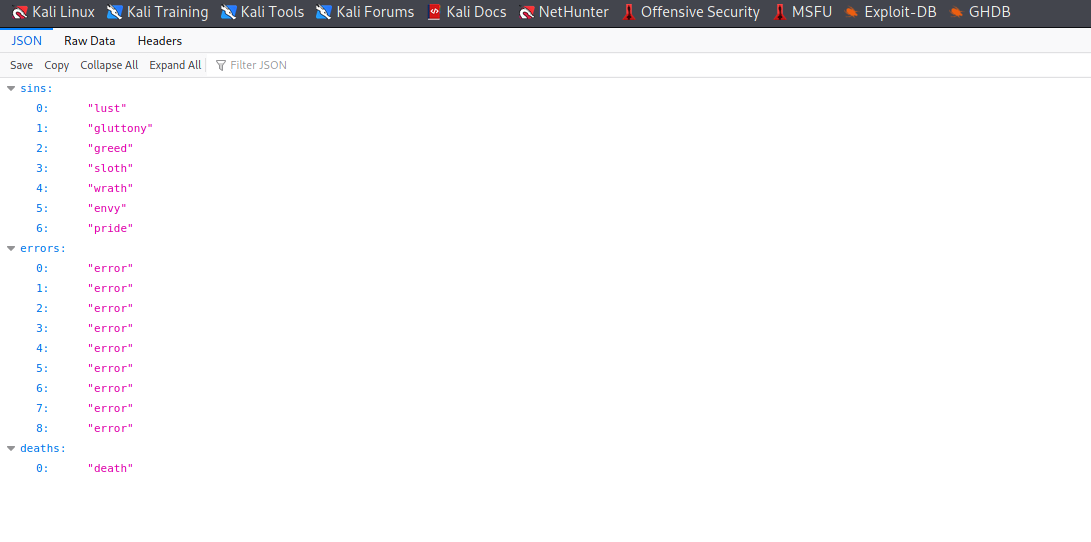 Kali Linux Kali Training Kali Tools Kali Forums Kali Docs NetHunter Offensive Security MSFU Exploit-DB GHDB
JSON Raw Data Headers
Save Copy Collapse All Expand All Filter JSON
sins:
0: "lust"
1: "gluttony"
2: "greed"
3: "sloth"
4: "wrath"
5: "envy"
6: "pride"
errors:
0: "error"
1: "error"
2: "error"
3: "error"
4: "error"
5: "error"
6: "error"
7: "error"
8: "error"
deaths:
0: "death"